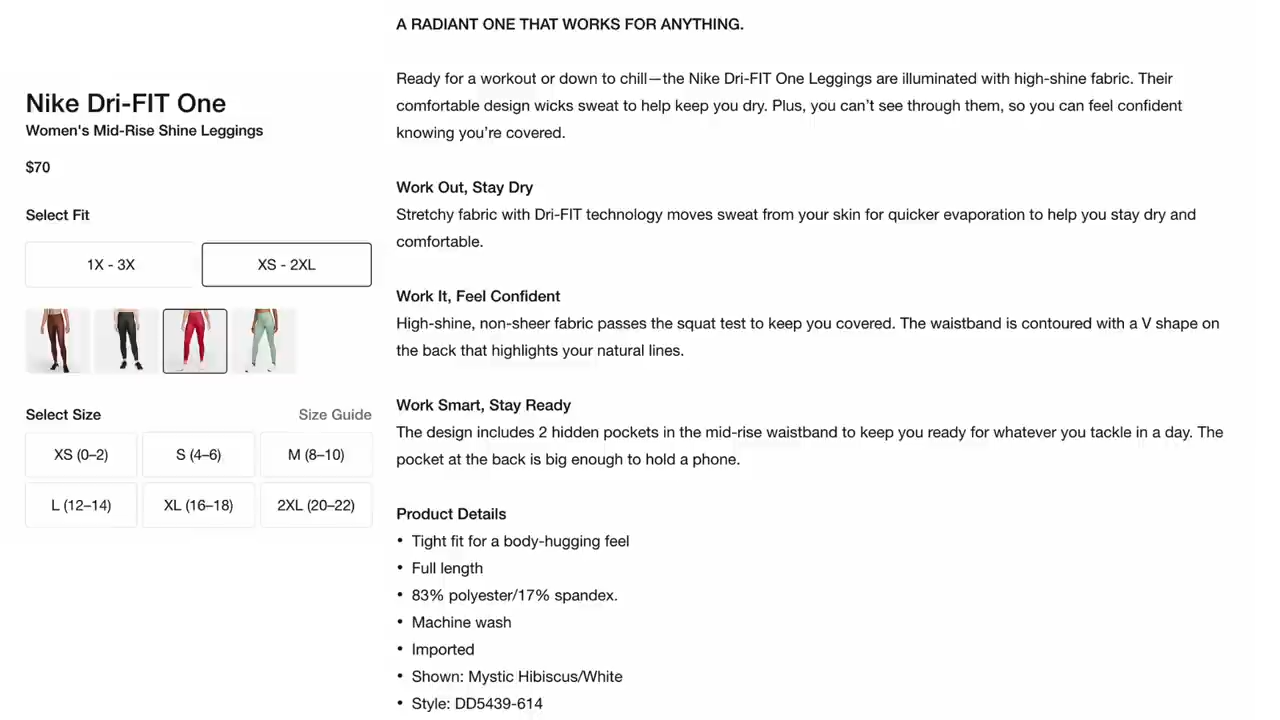 Nike Dri-FIT One
Women's Mid-Rise Shine Leggings
$70
Select Fit
1X - 3X
XS - 2XL
Select Size
Size Guide
XS (0–2)
S (4–6)
M (8–10)
L (12–14)
XL (16–18)
2XL (20–22)
A RADIANT ONE THAT WORKS FOR ANYTHING.
Ready for a workout or down to chill—the Nike Dri-FIT One Leggings are illuminated with high-shine fabric. Their
comfortable design wicks sweat to help keep you dry. Plus, you can’t see through them, so you can feel confident
knowing you’re covered.
Work Out, Stay Dry
Stretchy fabric with Dri-FIT technology moves sweat from your skin for quicker evaporation to help you stay dry and
comfortable.
Work It, Feel Confident
High-shine, non-sheer fabric passes the squat test to keep you covered. The waistband is contoured with a V shape on
the back that highlights your natural lines.
Work Smart, Stay Ready
The design includes 2 hidden pockets in the mid-rise waistband to keep you ready for whatever you tackle in a day. The
pocket at the back is big enough to hold a phone.
Product Details
• Tight fit for a body-hugging feel
• Full length
• 83% polyester/17% spandex.
• Machine wash
• Imported
• Shown: Mystic Hibiscus/White
• Style: DD5439-614